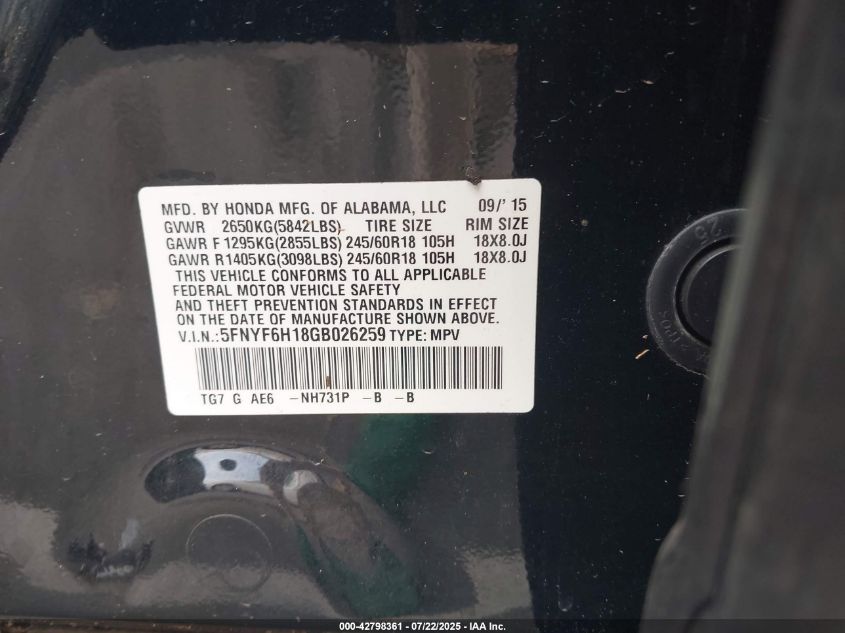 MFD. BY HONDA MFG. OF ALABAMA, LLC 09/' 15
GVWR 2650KG(5842LBS) TIRE SIZE RIM SIZE
GAWR F 1295KG(2855LBS) 245/60R18 105H 18X8.0J
GAWR R1405KG(3098LBS) 245/60R18 105H 18X8.0J
THIS VEHICLE CONFORMS TO ALL APPLICABLE
FEDERAL MOTOR VEHICLE SAFETY
AND THEFT PREVENTION STANDARDS IN EFFECT
ON THE DATE OF MANUFACTURE SHOWN ABOVE.
V.I.N.: 5FNYF6H18GB026259 TYPE: MPV
TG7 G AE6 -NH731P -B -B
000-42798361 - 07/22/2025 - IAA Inc.